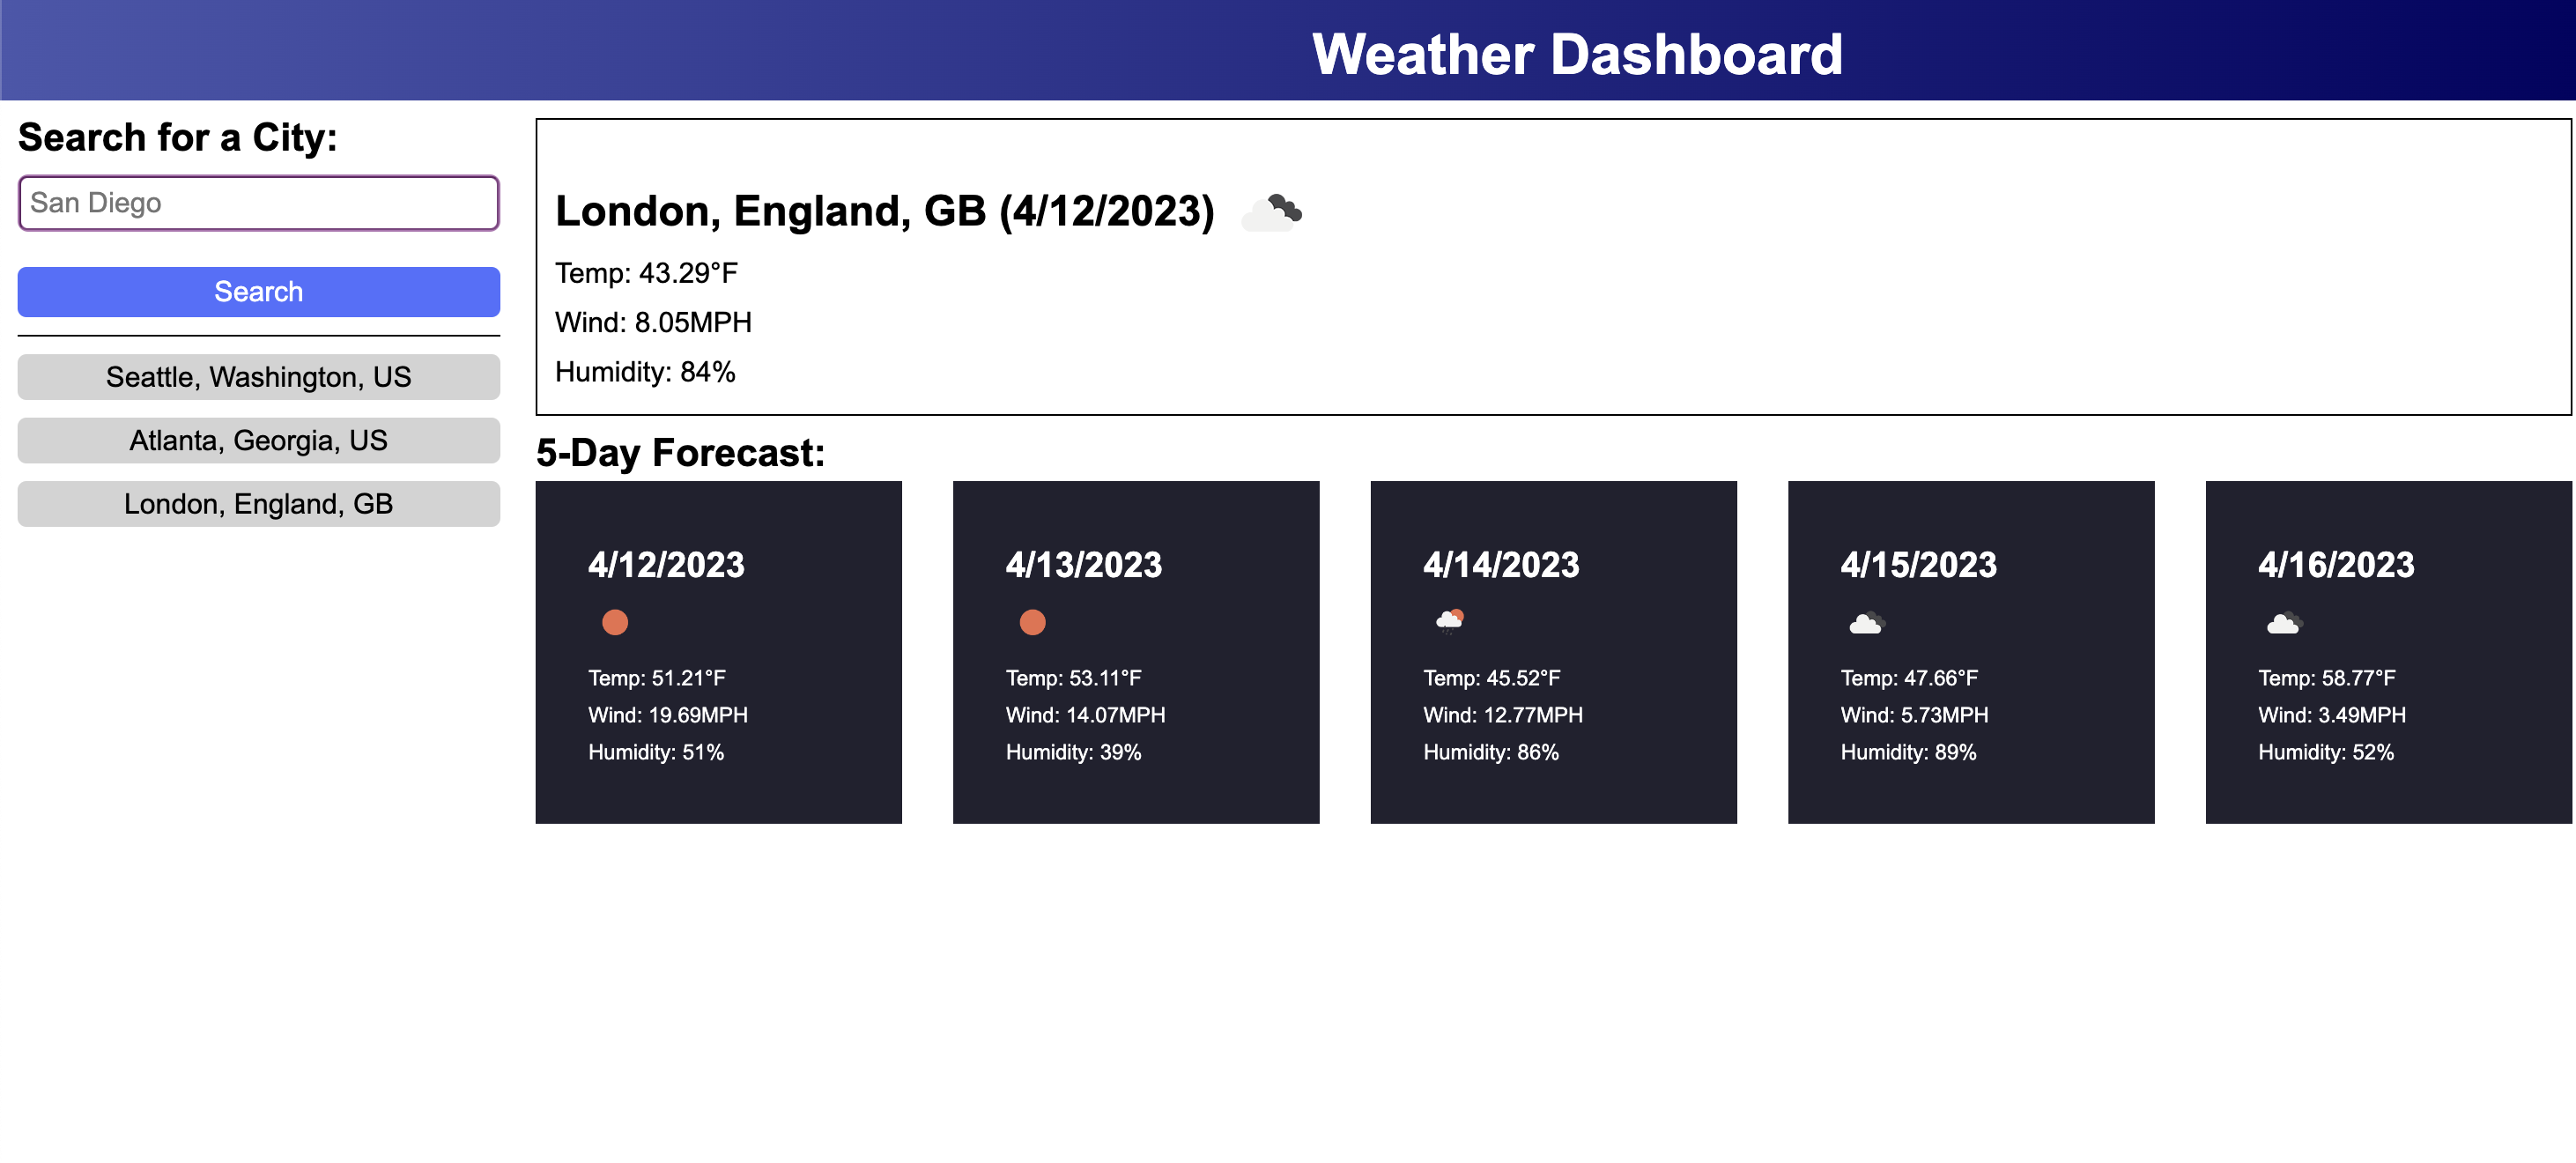 Weather Dashboard
Search for a City:
San Diego
Search
Seattle, Washington, US
Atlanta, Georgia, US
London, England, GB
London, England, GB (4/12/2023)
Temp: 43.29°F
Wind: 8.05MPH
Humidity: 84%
5-Day Forecast:
4/12/2023
Temp: 51.21°F
Wind: 19.69MPH
Humidity: 51%
4/13/2023
Temp: 53.11°F
Wind: 14.07MPH
Humidity: 39%
4/14/2023
Temp: 45.52°F
Wind: 12.77MPH
Humidity: 86%
4/15/2023
Temp: 47.66°F
Wind: 5.73MPH
Humidity: 89%
4/16/2023
Temp: 58.77°F
Wind: 3.49MPH
Humidity: 52%